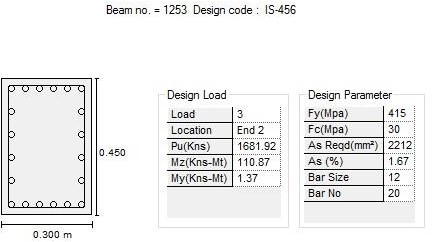 Beam no. = 1253 Design code : IS-456
0.450
0.300 m
Design Load
Load 3
Location End 2
Pu(Kns) 1681.92
Mz(Kns-Mt) 110.87
My(Kns-Mt) 1.37
Design Parameter
Fy(Mpa) 415
Fc(Mpa) 30
As Reqd(mm²) 2212
As (%) 1.67
Bar Size 12
Bar No 20